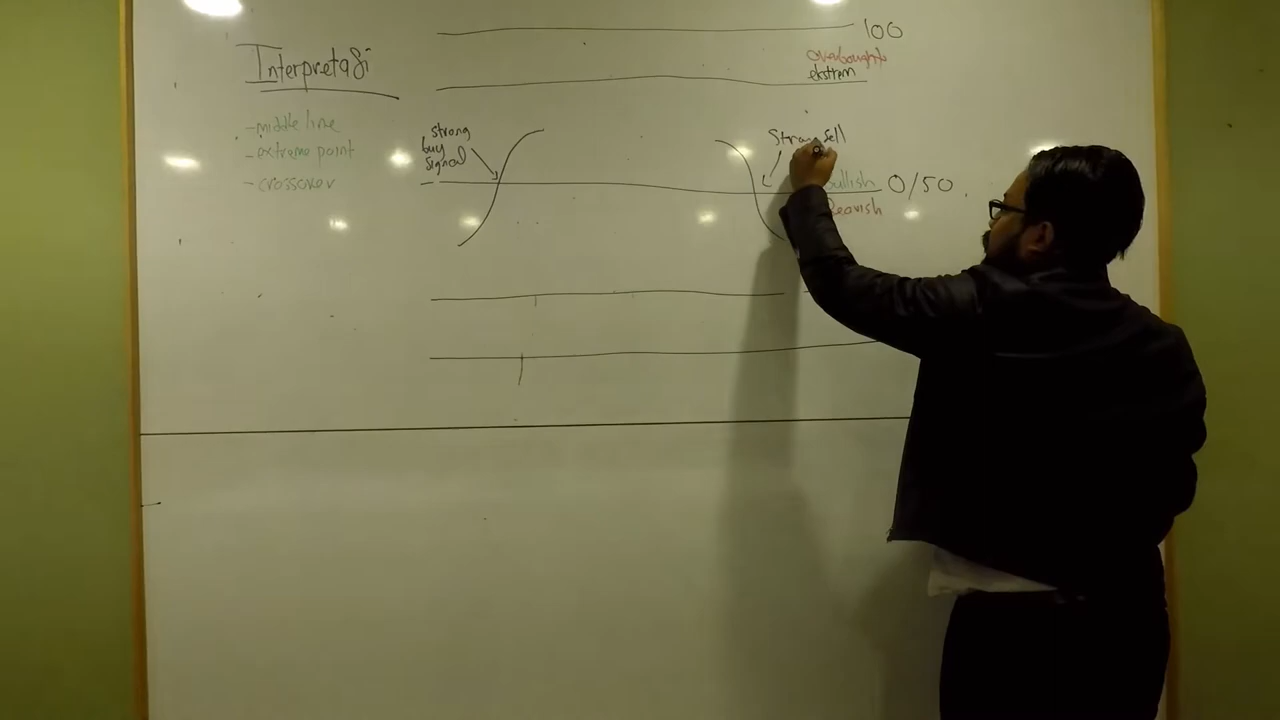 Interpretasi
- middle line
- extreme point
- crossover
100
overbought
ekstrem
strong
buy
signal
Strong Sell
bullish
0/50
Bearish